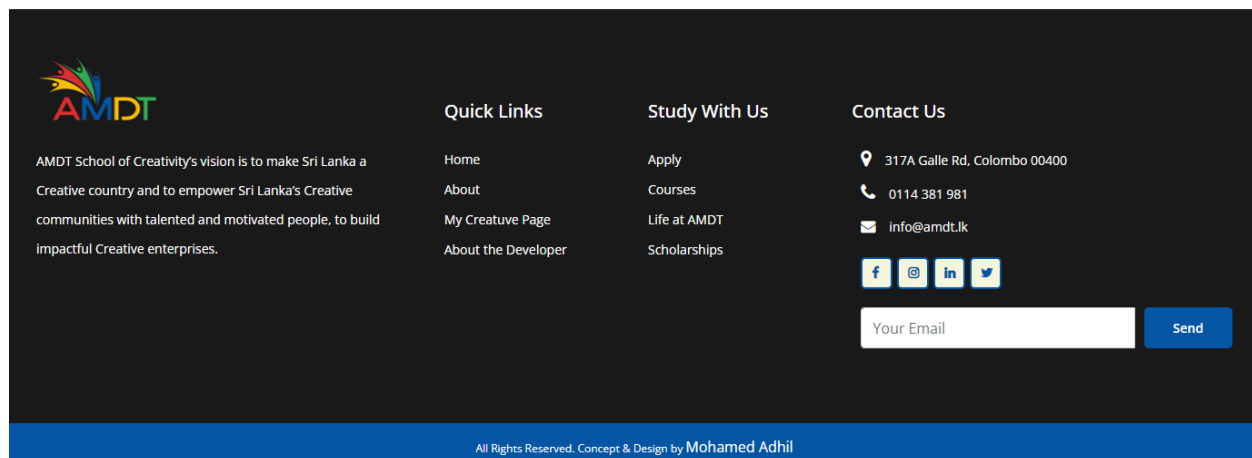 AMDT
AMDT School of Creativity's vision is to make Sri Lanka a
Creative country and to empower Sri Lanka's Creative
communities with talented and motivated people, to build
impactful Creative enterprises.
Quick Links
Home
About
My Creatuve Page
About the Developer
Study With Us
Apply
Courses
Life at AMDT
Scholarships
Contact Us
317A Galle Rd, Colombo 00400
0114 381 981
info@amdt.lk
Your Email
Send
All Rights Reserved. Concept & Design by Mohamed Adhil